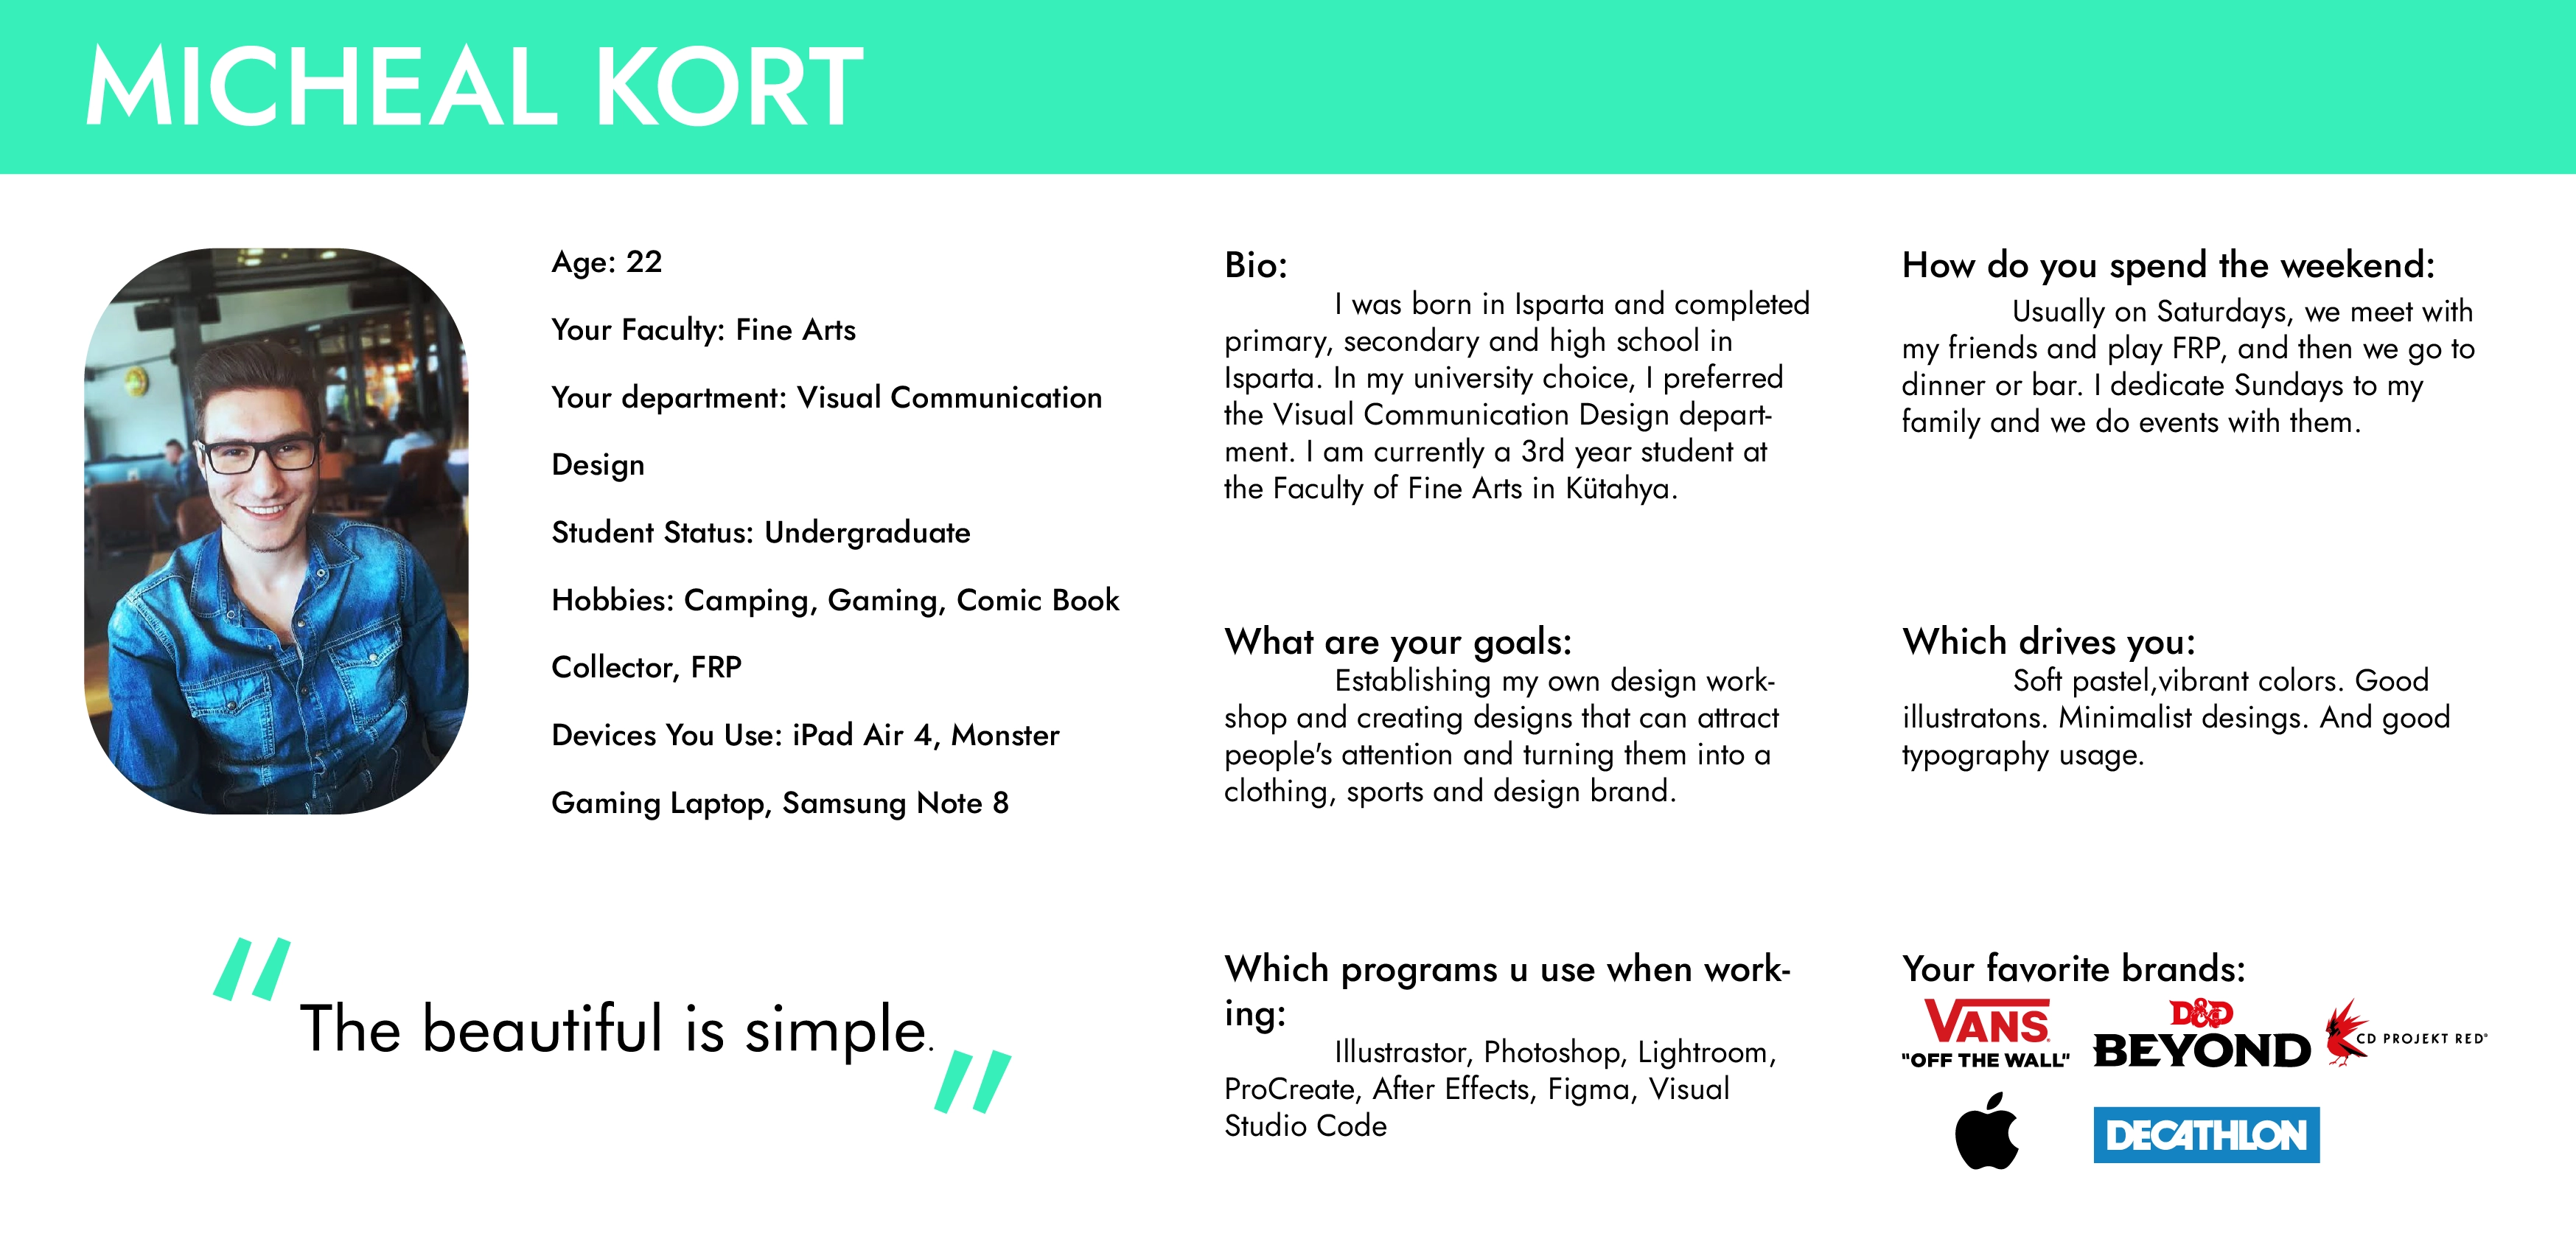 MICHEAL KORT
Age: 22
Your Faculty: Fine Arts
Your department: Visual Communication
Design
Student Status: Undergraduate
Hobbies: Camping, Gaming, Comic Book
Collector, FRP
Devices You Use: iPad Air 4, Monster
Gaming Laptop, Samsung Note 8
"The beautiful is simple."
Bio:
I was born in Isparta and completed
primary, secondary and high school in
Isparta. In my university choice, I preferred
the Visual Communication Design depart-
ment. I am currently a 3rd year student at
the Faculty of Fine Arts in Kütahya.
What are your goals:
Establishing my own design work-
shop and creating designs that can attract
people's attention and turning them into a
clothing, sports and design brand.
Which programs u use when work-
ing:
Illustrastor, Photoshop, Lightroom,
ProCreate, After Effects, Figma, Visual
Studio Code
How do you spend the weekend:
Usually on Saturdays, we meet with
my friends and play FRP, and then we go to
dinner or bar. I dedicate Sundays to my
family and we do events with them.
Which drives you:
Soft pastel,vibrant colors. Good
illustratons. Minimalist desings. And good
typography usage.
Your favorite brands:
VANS
"OFF THE WALL"
D&D
BEYOND
CD PROJEKT RED®
DECATHLON